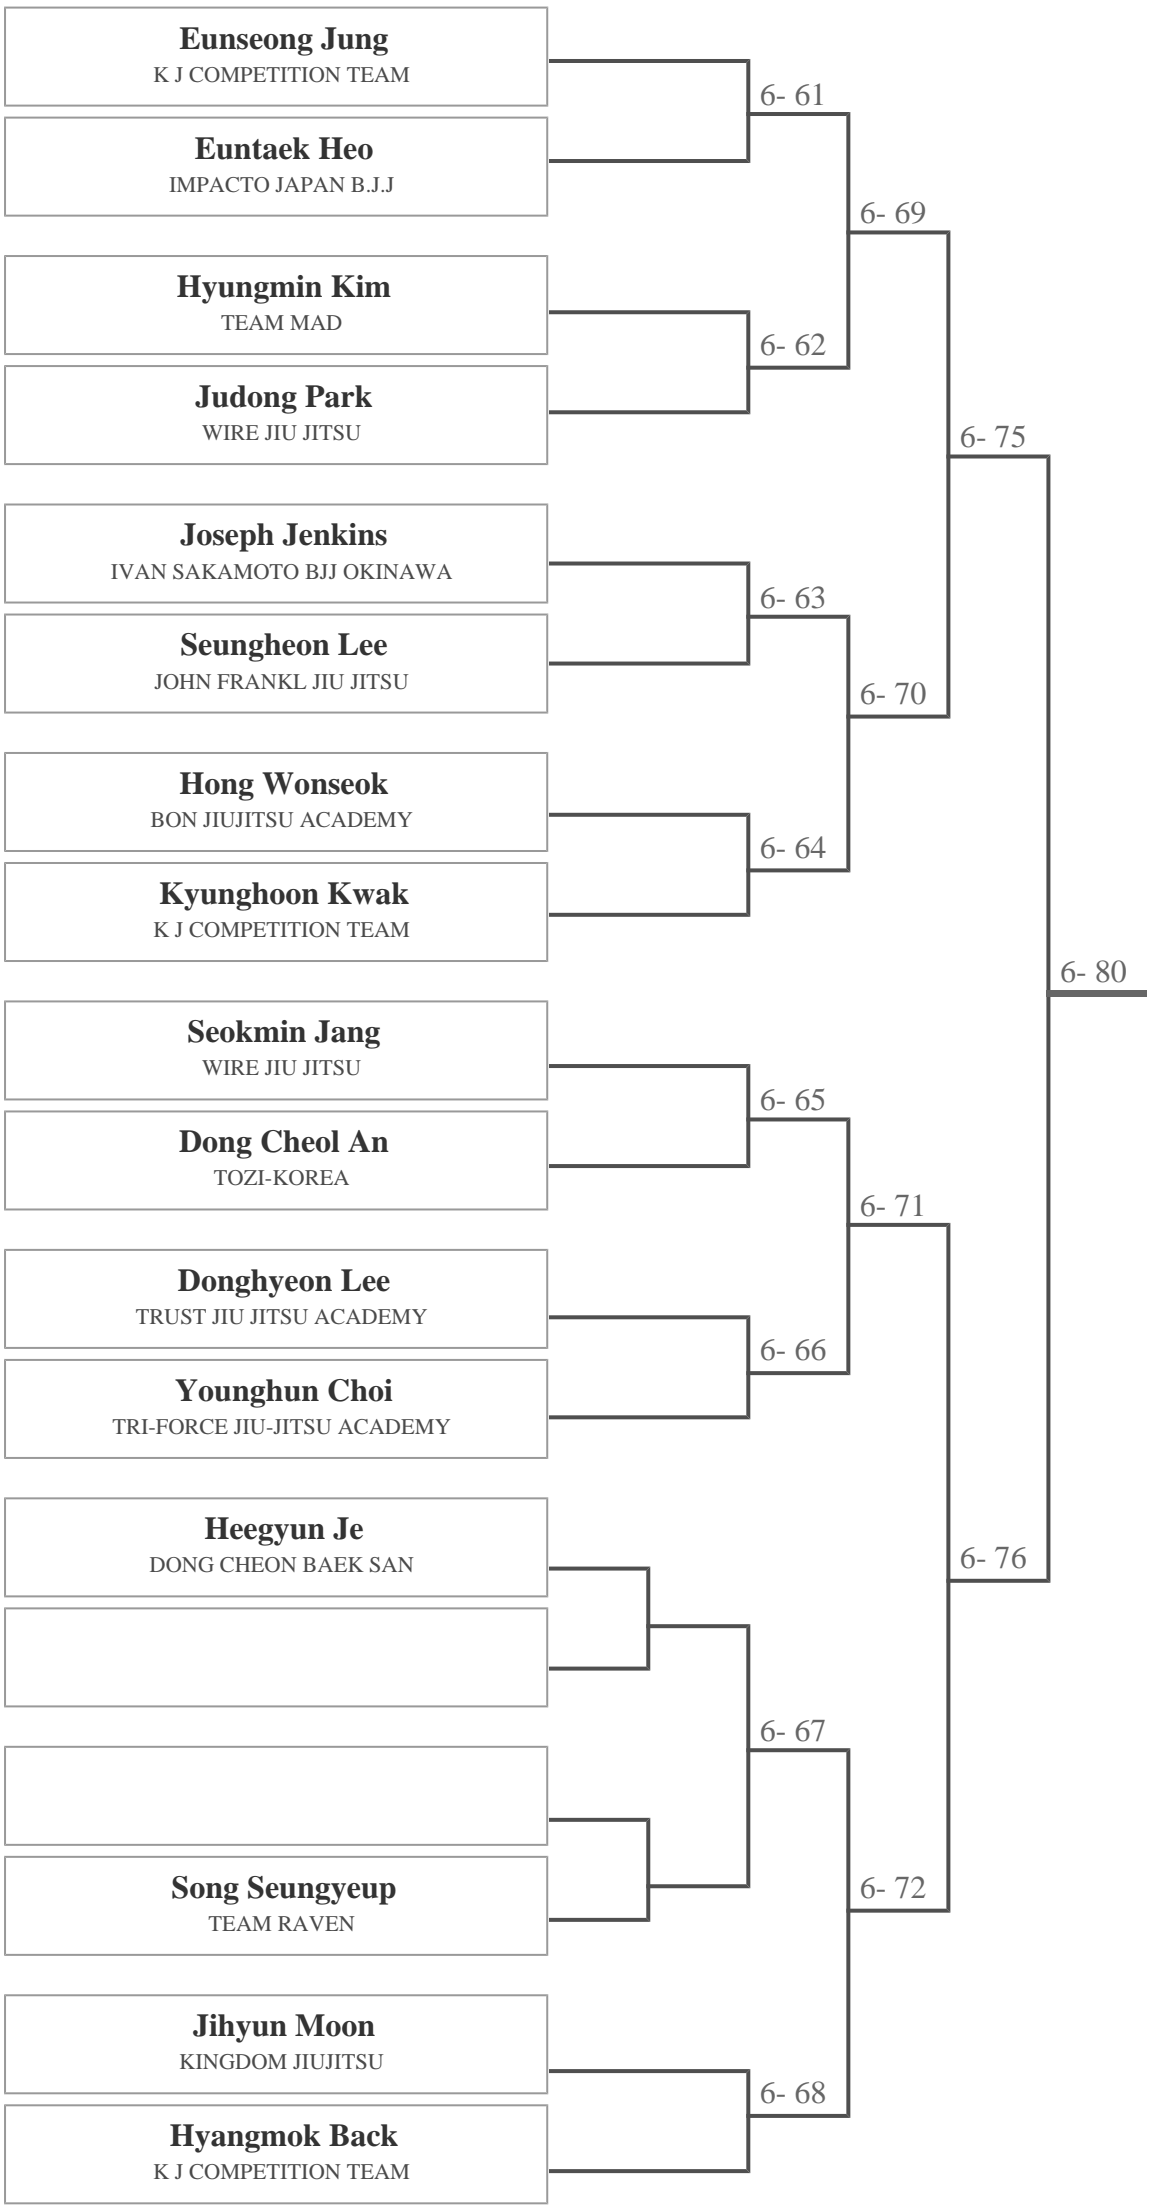 Eunseong Jung
K J COMPETITION TEAM
6- 61
Euntaek Heo
IMPACTO JAPAN B.J.J
6- 69
Hyungmin Kim
TEAM MAD
6- 62
Judong Park
WIRE JIU JITSU
6- 75
Joseph Jenkins
IVAN SAKAMOTO BJJ OKINAWA
6- 63
Seungheon Lee
JOHN FRANKL JIU JITSU
6- 70
Hong Wonseok
BON JIUJITSU ACADEMY
6- 64
Kyunghoon Kwak
K J COMPETITION TEAM
6- 80
Seokmin Jang
WIRE JIU JITSU
6- 65
Dong Cheol An
TOZI-KOREA
6- 71
Donghyeon Lee
TRUST JIU JITSU ACADEMY
6- 66
Younghun Choi
TRI-FORCE JIU-JITSU ACADEMY
Heegyun Je
DONG CHEON BAEK SAN
6- 76
6- 67
Song Seungyeup
TEAM RAVEN
6- 72
Jihyun Moon
KINGDOM JIUJITSU
6- 68
Hyangmok Back
K J COMPETITION TEAM